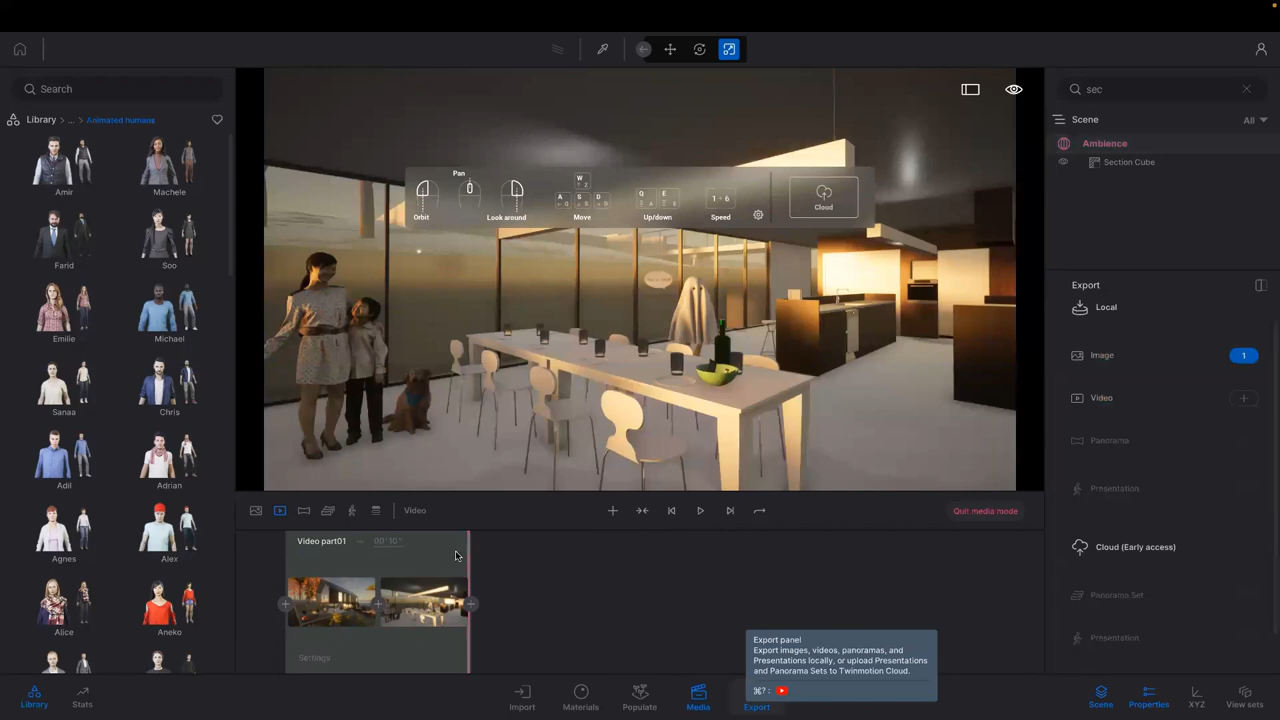 Search
sec
Library > ... > Animated humans
Scene
All
Ambience
Section Cube
Amir
Machele
Farid
Soo
Emilie
Michael
Sanaa
Chris
Adil
Adrian
Agnes
Alex
Alice
Aneko
Pan
Orbit
Look around
W
A S D
Move
Q E
Up/down
1 - 6
Speed
Cloud
Export
Local
Image
1
Video
Panorama
Presentation
Cloud (Early access)
Panorama Set
Presentation
Video
Quit media mode
Video part01
00'10"
Settings
Export panel
Export images, videos, panoramas, and
Presentations locally, or upload Presentations
and Panorama Sets to Twinmotion Cloud.
⌘? :
Library
Stats
Import
Materials
Populate
Media
Export
Scene
Properties
XYZ
View sets